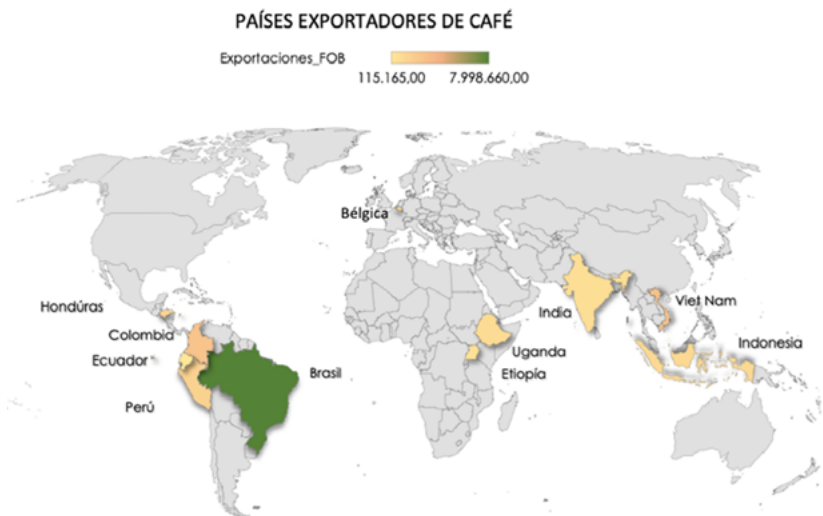 PAÍSES EXPORTADORES DE CAFÉ
Exportaciones_FOB
115.165,00 7.998.660,00
Bélgica
Hondúras
Colombia
Ecuador
Perú
Brasil
India
Viet Nam
Indonesia
Uganda
Etiopía